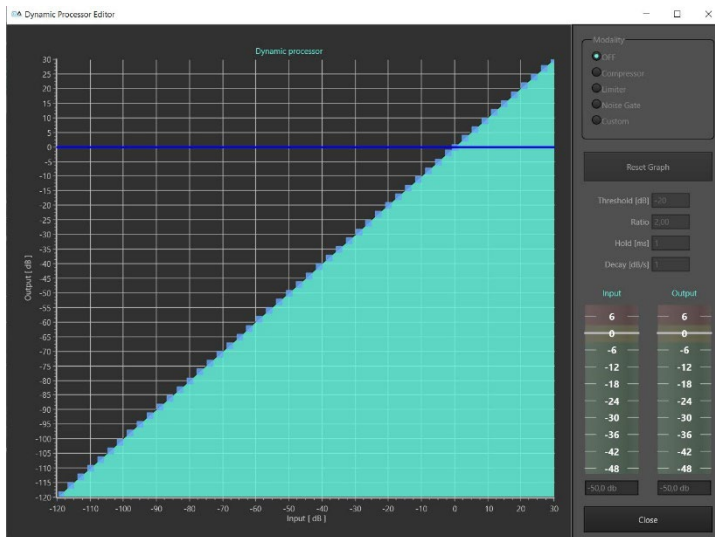 Dynamic Processor Editor
Dynamic processor
30
25
20
15
10
5
0
-5
-10
-15
-20
-25
-30
-35
-40
-45
-50
-55
-60
-65
-70
-75
-80
-85
-90
-95
-100
-105
-110
-115
-120
Output [ dB ]
-120 -110 -100 -90 -80 -70 -60 -50 -40 -30 -20 -10 0 10 20 30
Input [ dB ]
Modality
OFF
Compressor
Limiter
Noise Gate
Custom
Reset Graph
Threshold [dB] -20
Ratio 2,00
Hold [ms] 1
Decay [dB/s] 1
Input Output
6 6
0 0
-6 -6
-12 -12
-18 -18
-24 -24
-30 -30
-36 -36
-42 -42
-48 -48
-50,0 db -50,0 db
Close